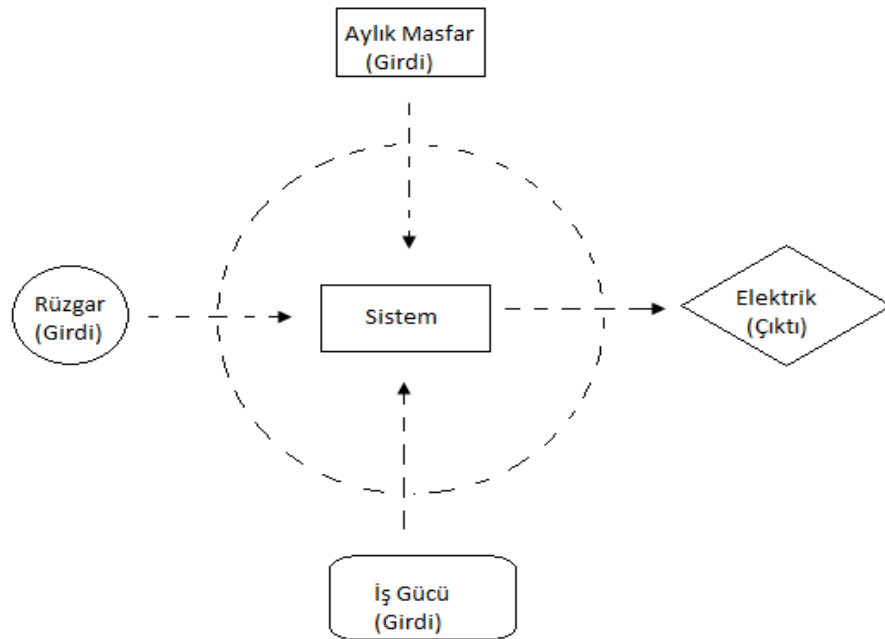 Aylık Masfar
(Girdi)
Rüzgar
(Girdi)
Sistem
Elektrik
(Çıktı)
İş Gücü
(Girdi)